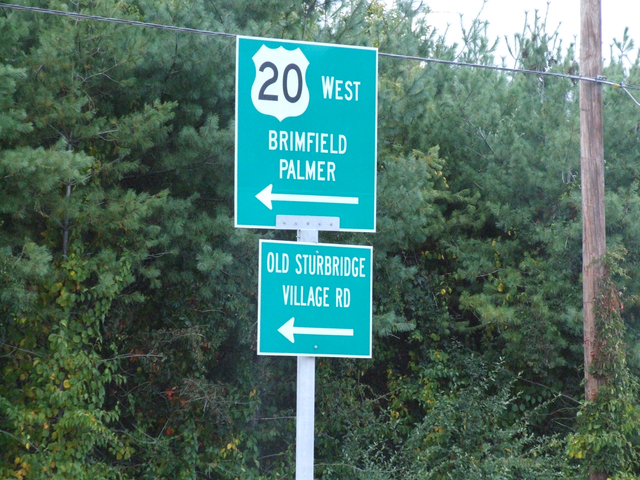 20 WEST
BRIMFIELD
PALMER
OLD STURBRIDGE
VILLAGE RD